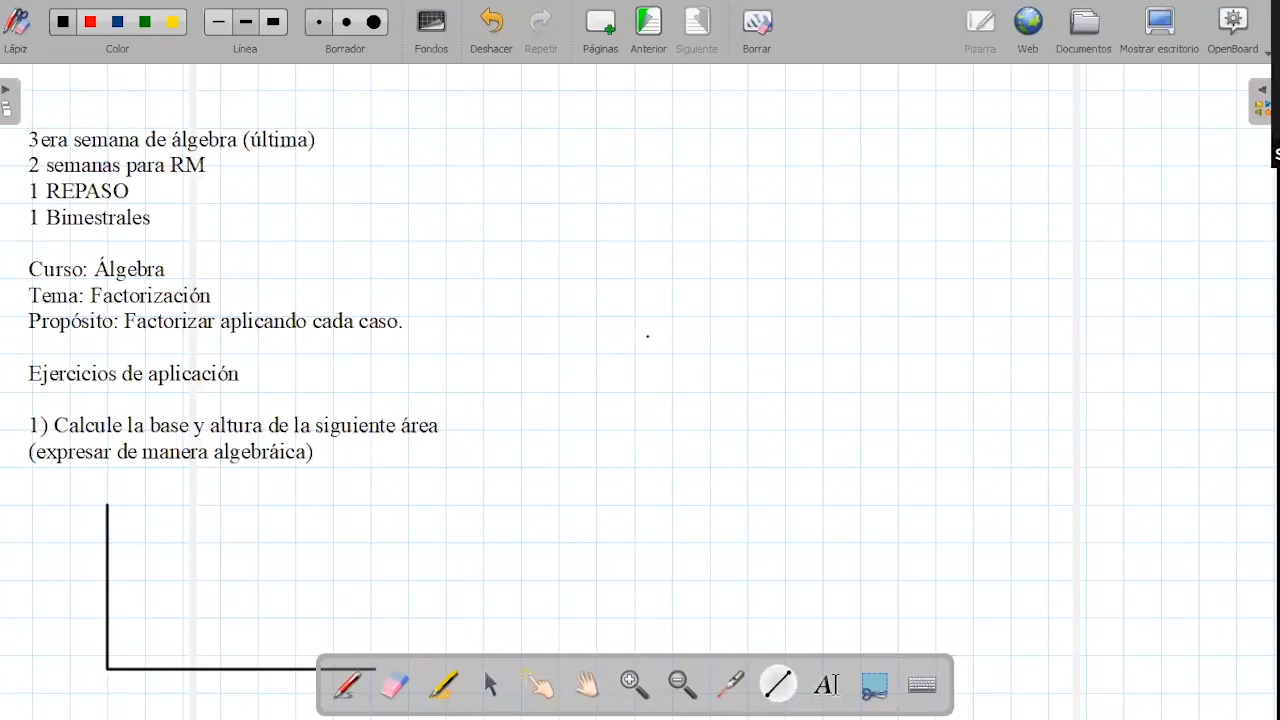 Lápiz Color Línea Borrador Fondos Deshacer Repetir Páginas Anterior Siguiente Borrar Pizarra Web Documentos Mostrar escritorio OpenBoard
3era semana de álgebra (última)
2 semanas para RM
1 REPASO
1 Bimestrales
Curso: Álgebra
Tema: Factorización
Propósito: Factorizar aplicando cada caso.
Ejercicios de aplicación
1) Calcule la base y altura de la siguiente área
(expresar de manera algebráica)